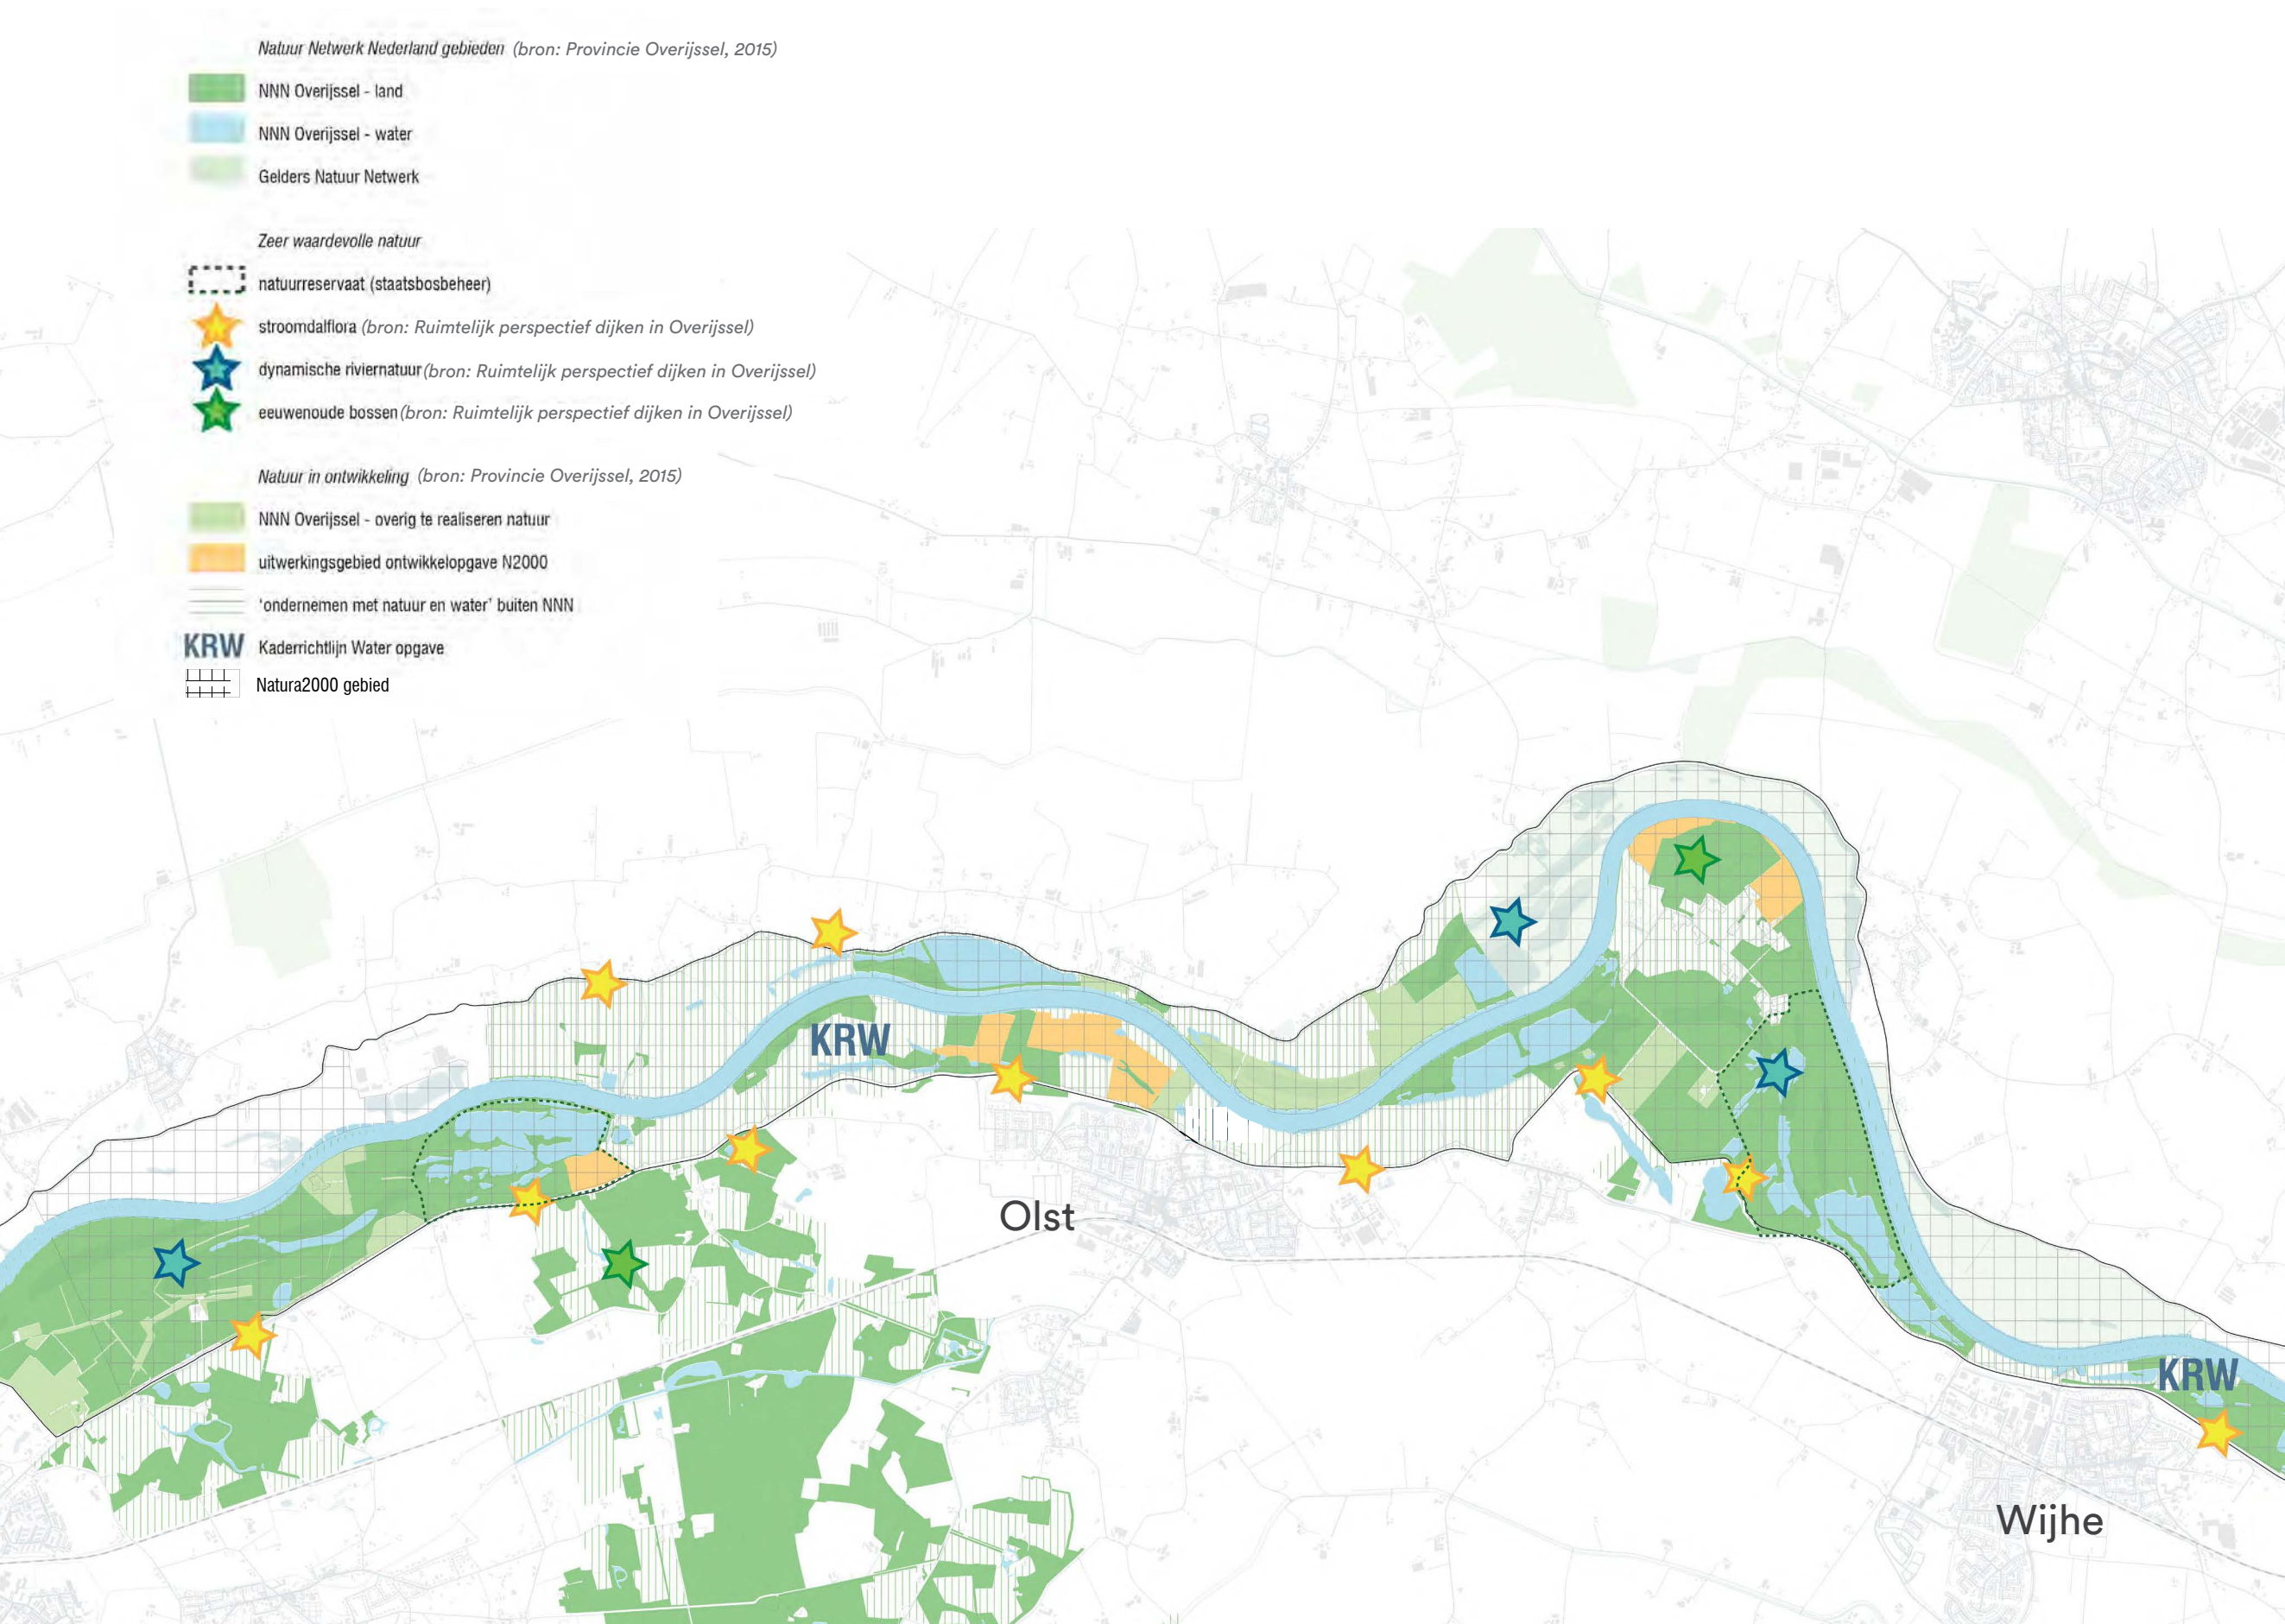 Natuur Netwerk Nederland gebieden (bron: Provincie Overijssel, 2015)
NNN Overijssel - land
NNN Overijssel - water
Gelders Natuur Netwerk
Zeer waardevolle natuur
natuurreservaat (staatsbosbeheer)
stroomdalflora (bron: Ruimtelijk perspectief dijken in Overijssel)
dynamische riviernatuur (bron: Ruimtelijk perspectief dijken in Overijssel)
eeuwenoude bossen (bron: Ruimtelijk perspectief dijken in Overijssel)
Natuur in ontwikkeling (bron: Provincie Overijssel, 2015)
NNN Overijssel - overig te realiseren natuur
uitwerkingsgebied ontwikkelopgave N2000
'ondernemen met natuur en water' buiten NNN
KRW Kaderrichtlijn Water opgave
Natura2000 gebied
KRW
Olst
KRW
Wijhe